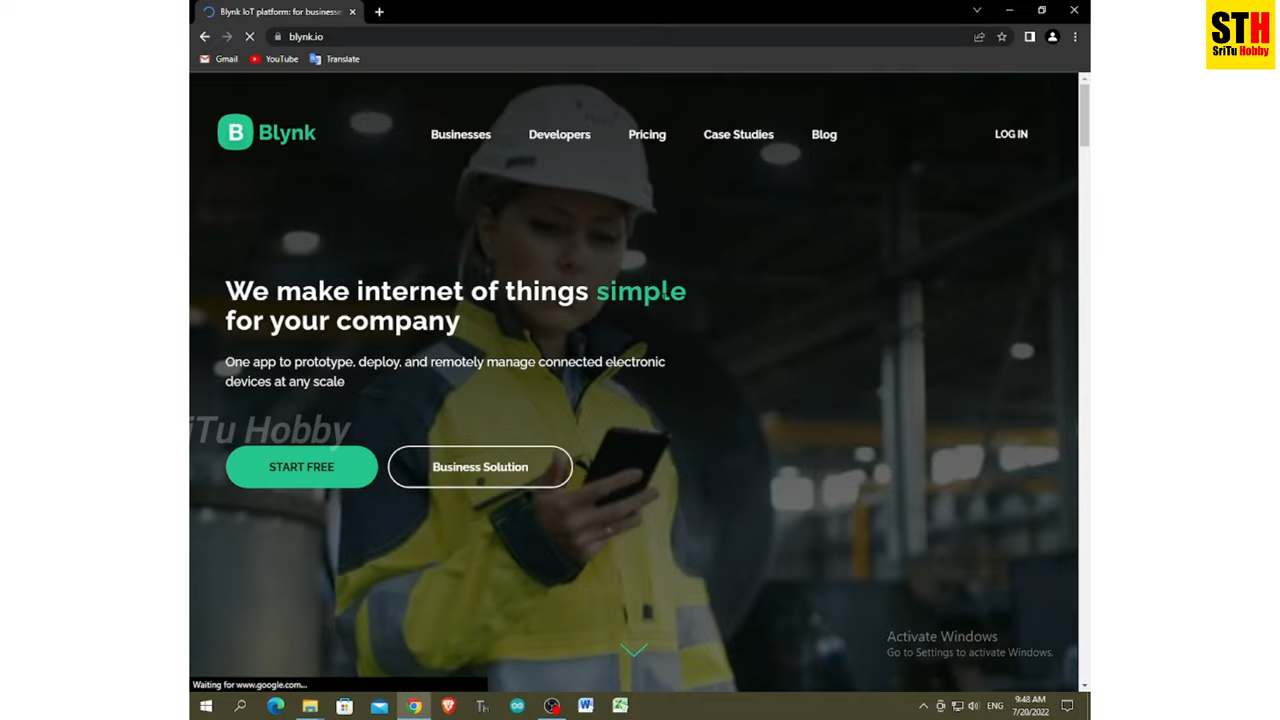 Blynk IoT platform: for businesse
STH
SriTu Hobby
blynk.io
Gmail
YouTube
Translate
B Blynk
Businesses
Developers
Pricing
Case Studies
Blog
LOG IN
We make internet of things simple
for your company
One app to prototype, deploy, and remotely manage connected electronic
devices at any scale
iTu Hobby
START FREE
Business Solution
Activate Windows
Go to Settings to activate Windows.
Waiting for www.google.com...
ENG
9:48 AM
7/20/2022